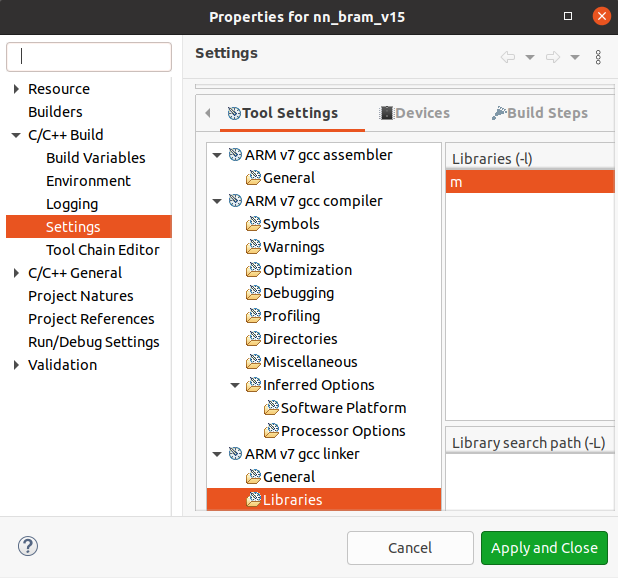 Properties for nn_bram_v15
Settings
Resource
Builders
C/C++ Build
Build Variables
Environment
Logging
Settings
Tool Chain Editor
C/C++ General
Project Natures
Project References
Run/Debug Settings
Validation
Tool Settings
Devices
Build Steps
ARM v7 gcc assembler
General
ARM v7 gcc compiler
Symbols
Warnings
Optimization
Debugging
Profiling
Directories
Miscellaneous
Inferred Options
Software Platform
Processor Options
ARM v7 gcc linker
General
Libraries
Libraries (-l)
m
Library search path (-L)
?
Cancel
Apply and Close